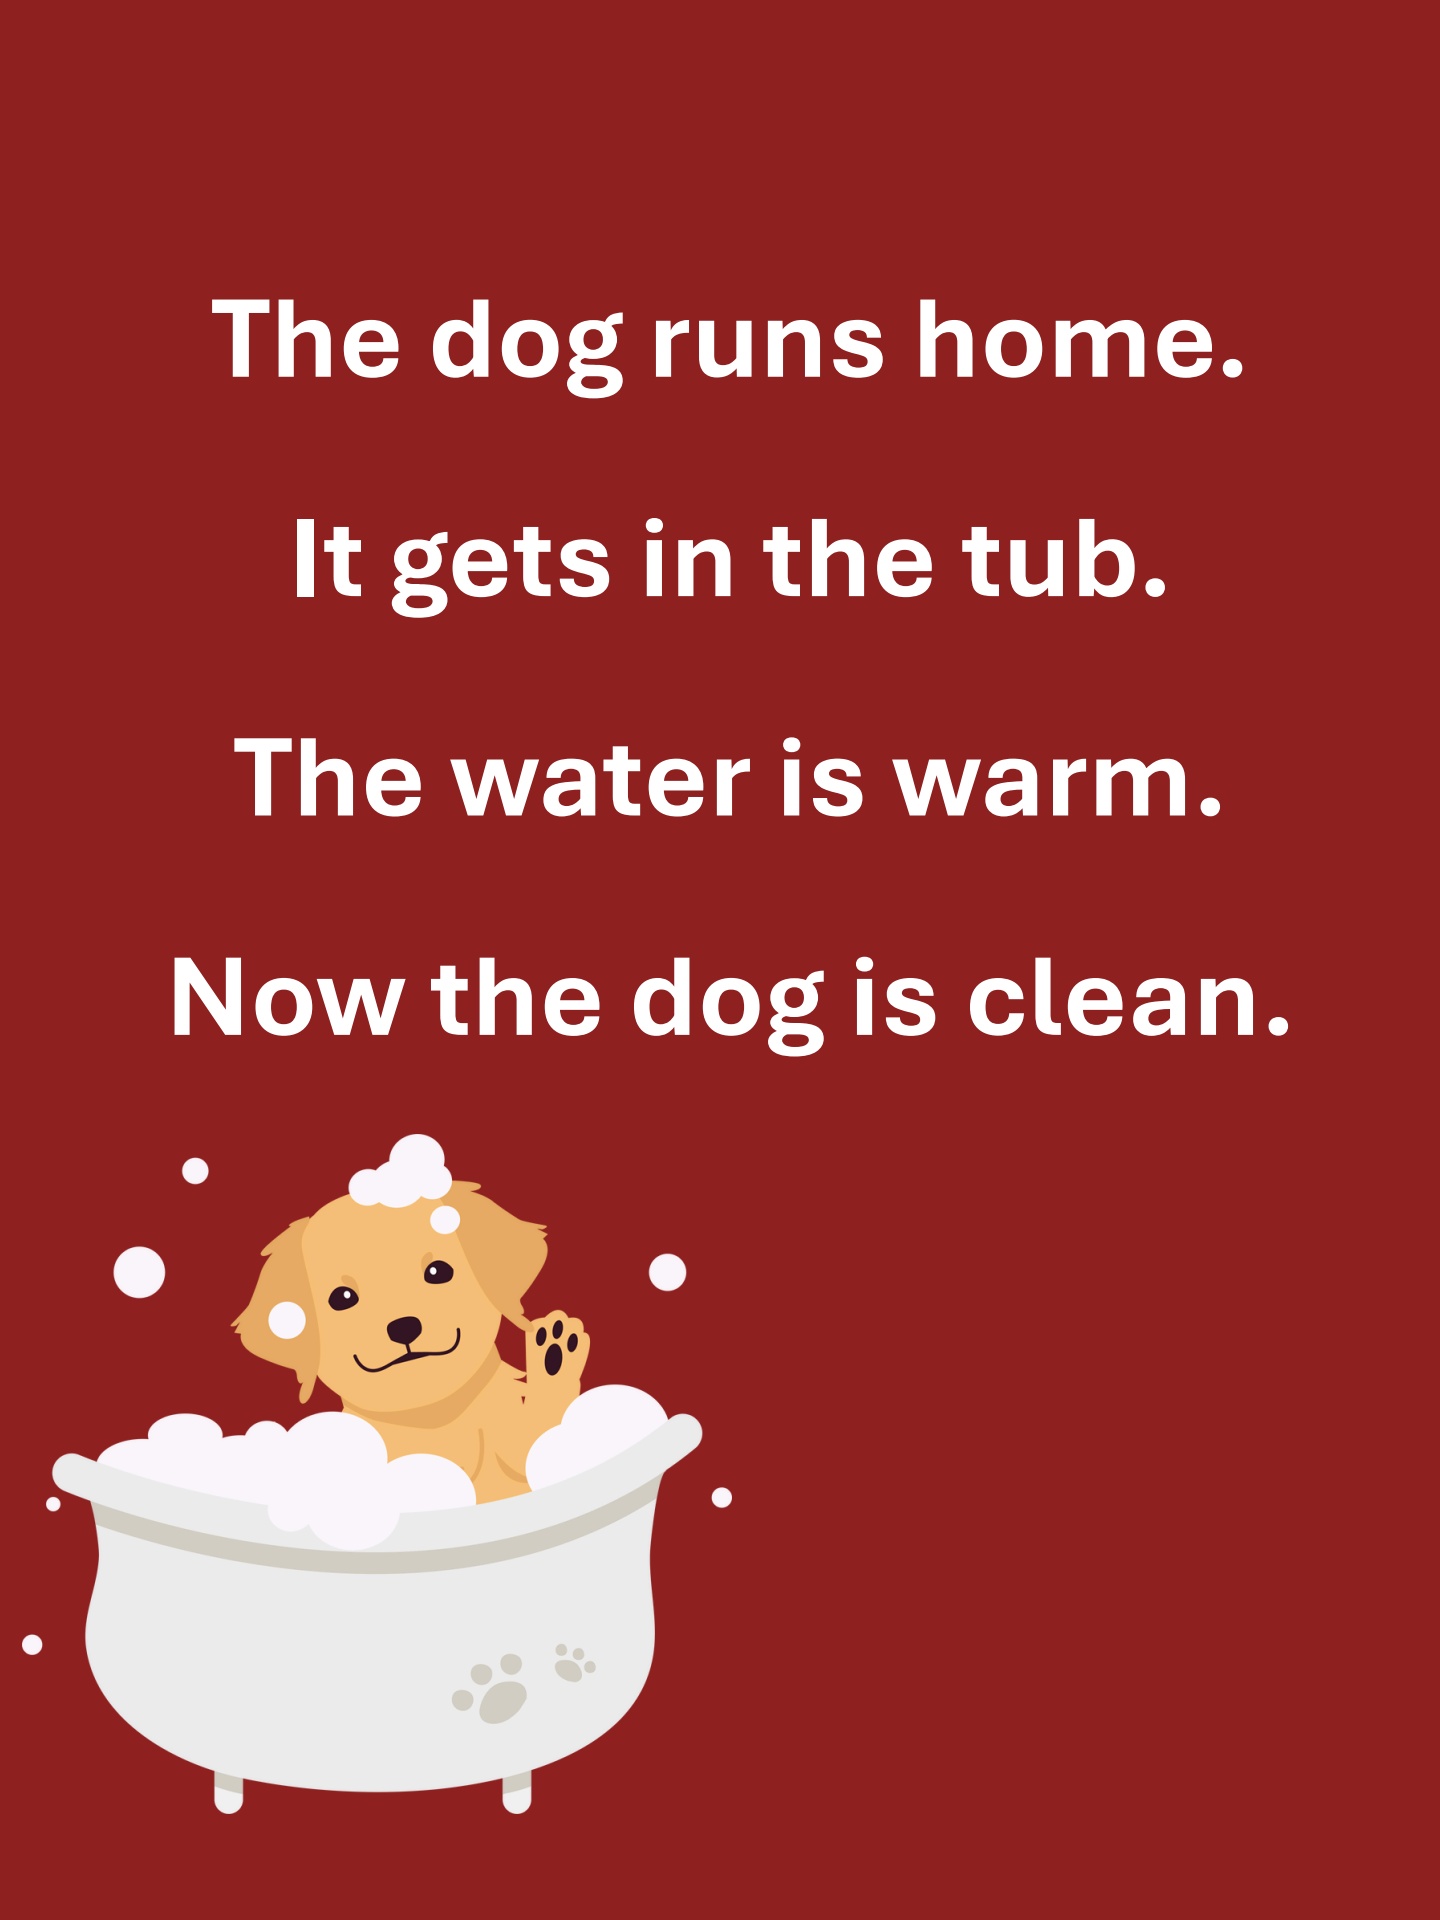 The dog runs home.
It gets in the tub.
The water is warm.
Now the dog is clean.